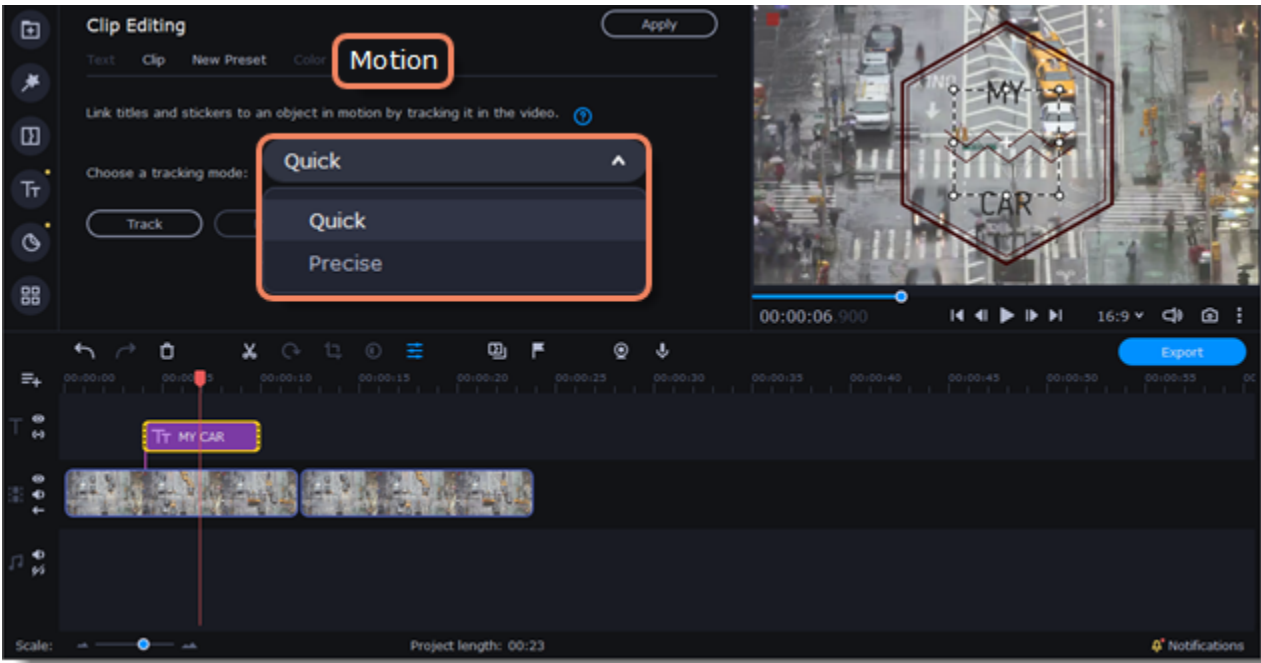 Clip Editing
Apply
Text Clip New Preset Color Motion
Link titles and stickers to an object in motion by tracking it in the video. ?
Choose a tracking mode: Quick
Quick
Precise
Track
MY
CAR
00:00:06.900
16:9
Export
00:00:00 00:00:10 00:00:15 00:00:20 00:00:25 00:00:30 00:00:35 00:00:40 00:00:45 00:00:50 00:00:55
MY CAR
Scale:
Project length: 00:23
Notifications